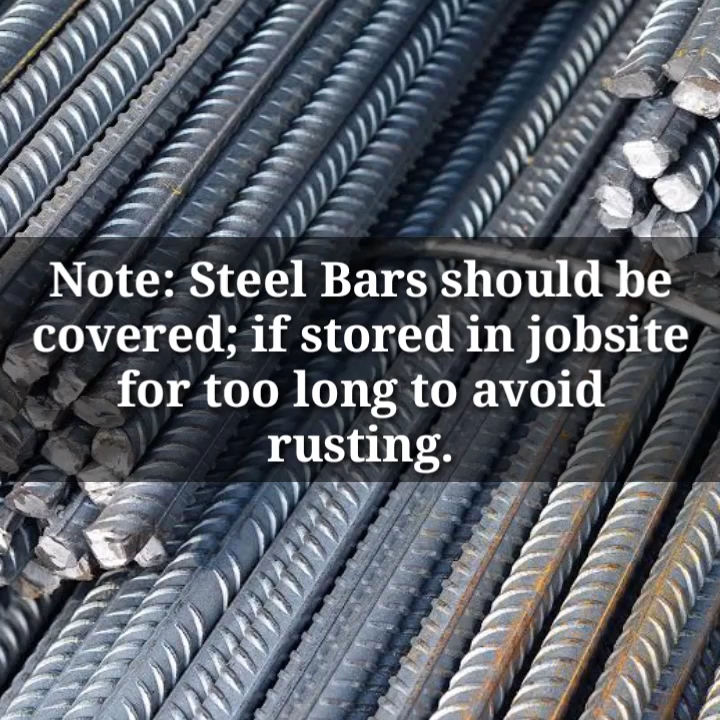 Note: Steel Bars should be
covered; if stored in jobsite
for too long to avoid
rusting.